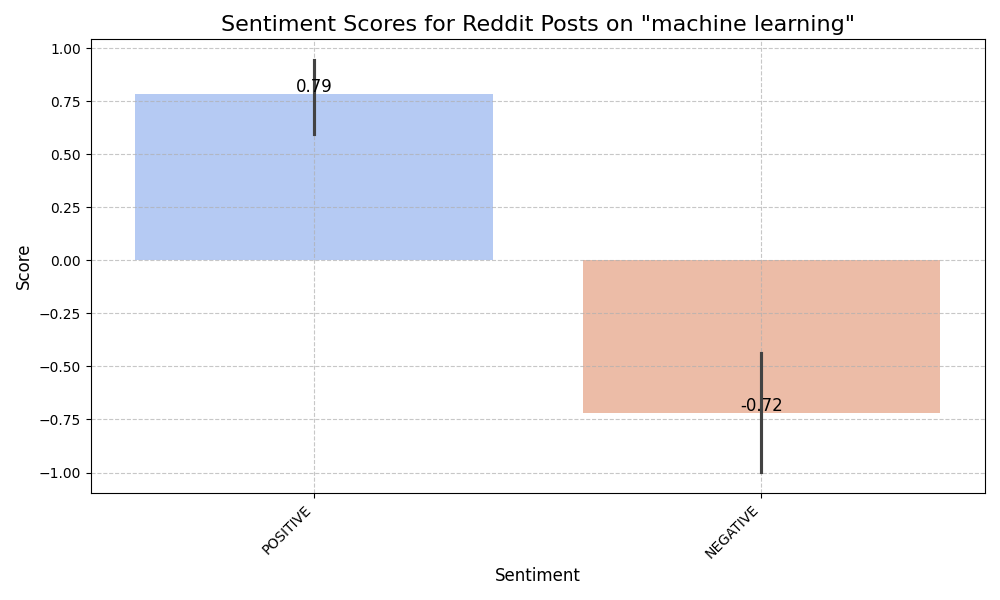 Sentiment Scores for Reddit Posts on "machine learning"
1.00
0.75
0.50
0.25
0.00
−0.25
−0.50
−0.75
−1.00
Score
0.79
-0.72
POSITIVE
NEGATIVE
Sentiment